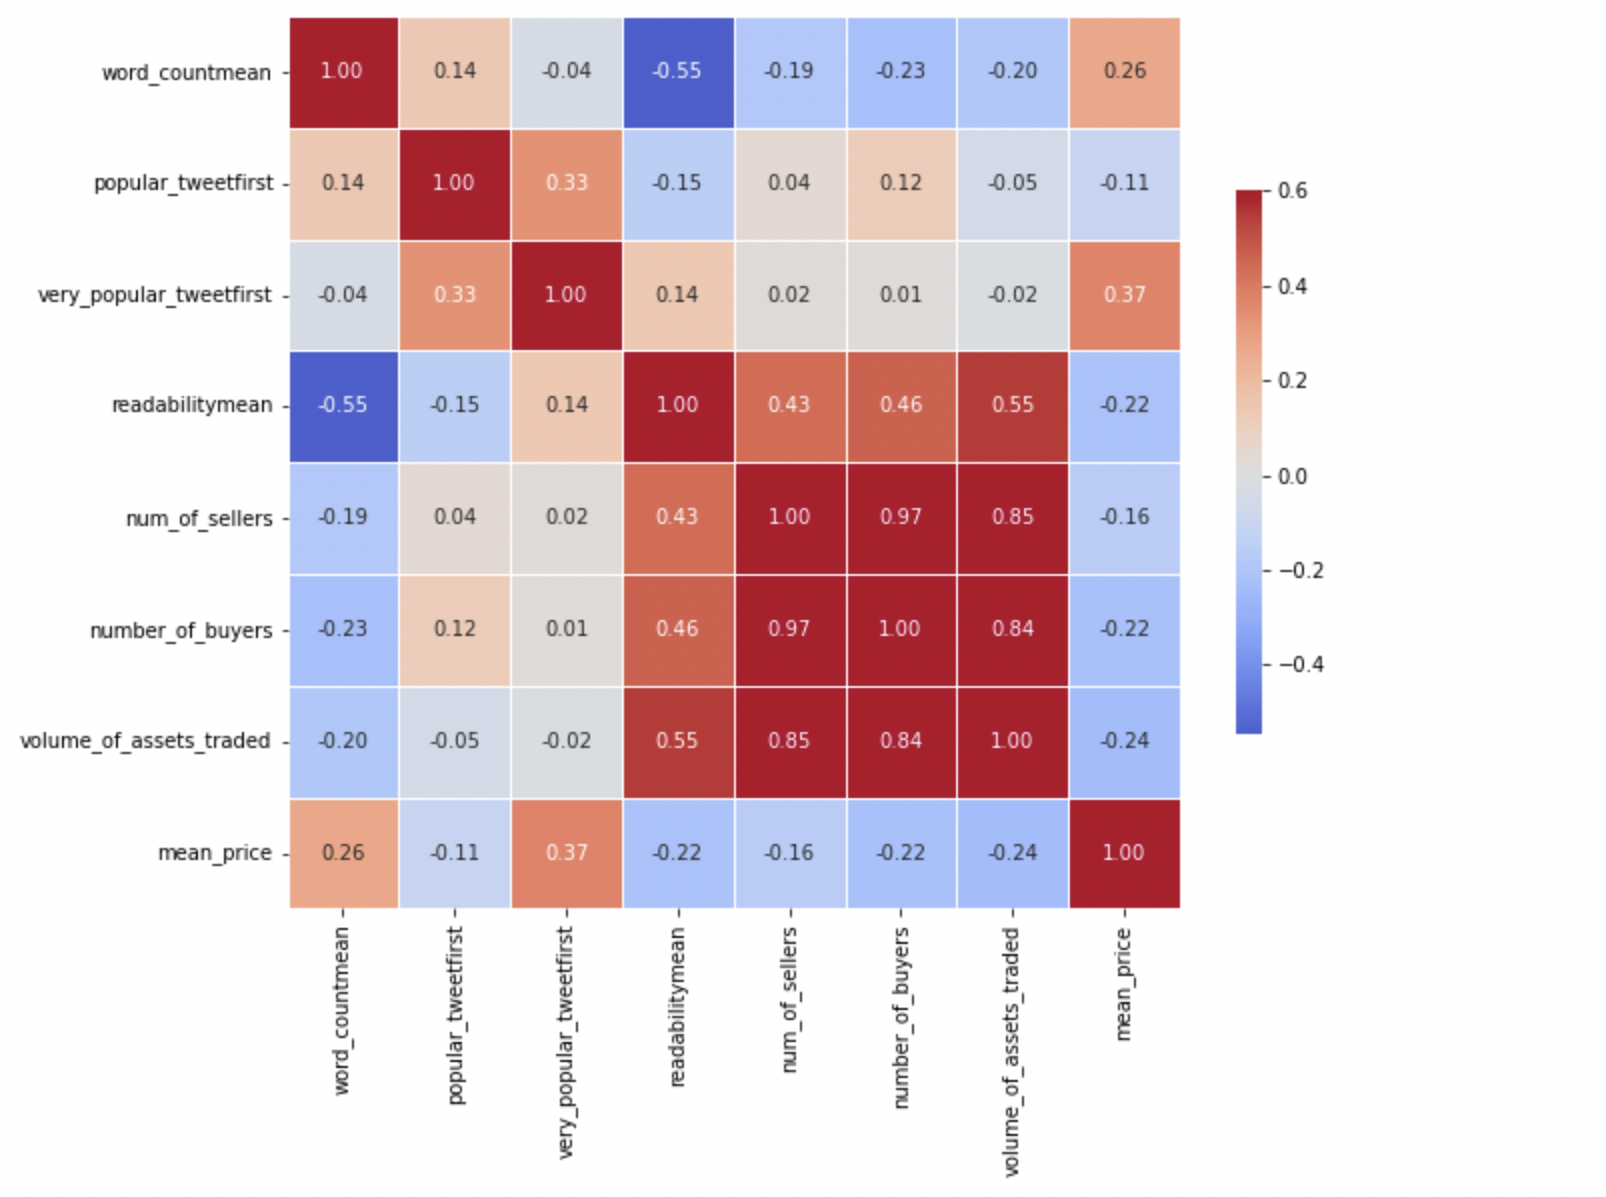 word_countmean 1.00 0.14 -0.04 -0.55 -0.19 -0.23 -0.20 0.26
popular_tweetfirst 0.14 1.00 0.33 -0.15 0.04 0.12 -0.05 -0.11
very_popular_tweetfirst -0.04 0.33 1.00 0.14 0.02 0.01 -0.02 0.37
readabilitymean -0.55 -0.15 0.14 1.00 0.43 0.46 0.55 -0.22
num_of_sellers -0.19 0.04 0.02 0.43 1.00 0.97 0.85 -0.16
number_of_buyers -0.23 0.12 0.01 0.46 0.97 1.00 0.84 -0.22
volume_of_assets_traded -0.20 -0.05 -0.02 0.55 0.85 0.84 1.00 -0.24
mean_price 0.26 -0.11 0.37 -0.22 -0.16 -0.22 -0.24 1.00
word_countmean
popular_tweetfirst
very_popular_tweetfirst
readabilitymean
num_of_sellers
number_of_buyers
volume_of_assets_traded
mean_price
0.6
0.4
0.2
0.0
−0.2
−0.4